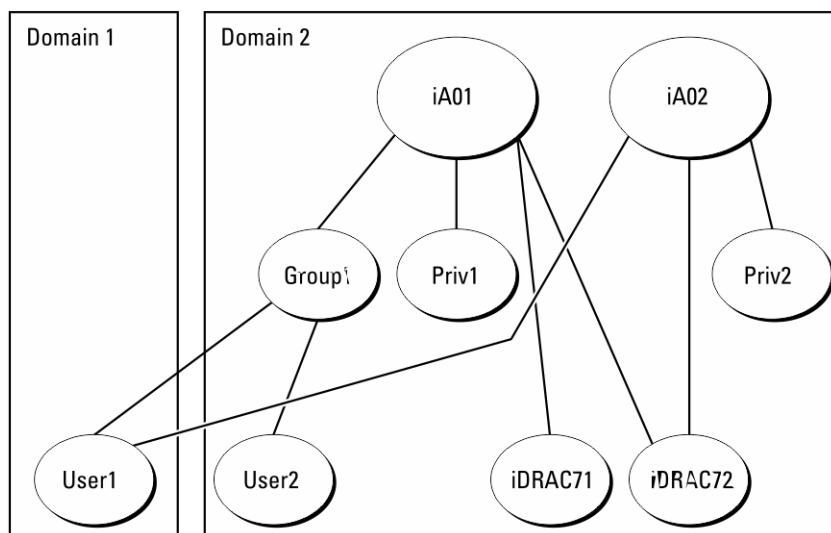 Domain 1
Domain 2
iA01
iA02
Group1
Priv1
Priv2
User1
User2
iDRAC71
iDRAC72